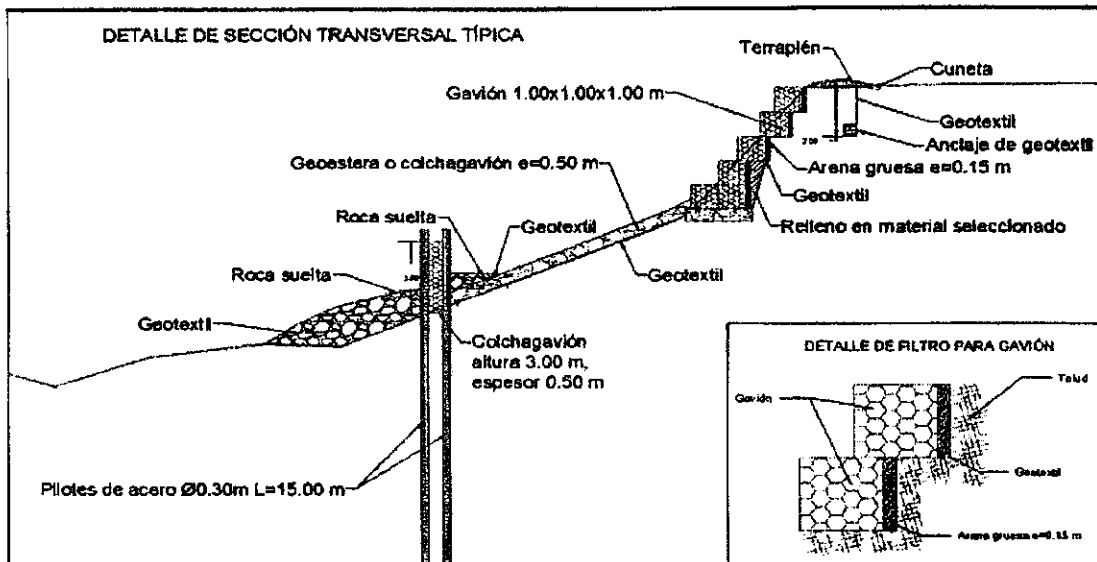 DETALLE DE SECCIÓN TRANSVERSAL TÍPICA
Terraplén
Cuneta
Gavión 1.00x1.00x1.00 m
Geotextil
Anclaje de geotextil
Geoestera o colchagavión e=0.50 m
Arena gruesa e=0.15 m
Geotextil
Roca suelta
Geotextil
Relleno en material seleccionado
Roca suelta
Geotextil
Geotextil
Colchagavión
altura 3.00 m,
espesor 0.50 m
Pilotes de acero Ø0.30m L=15.00 m
DETALLE DE FILTRO PARA GAVIÓN
Talud
Gavión
Geotextil
Arena gruesa e=0.15 m